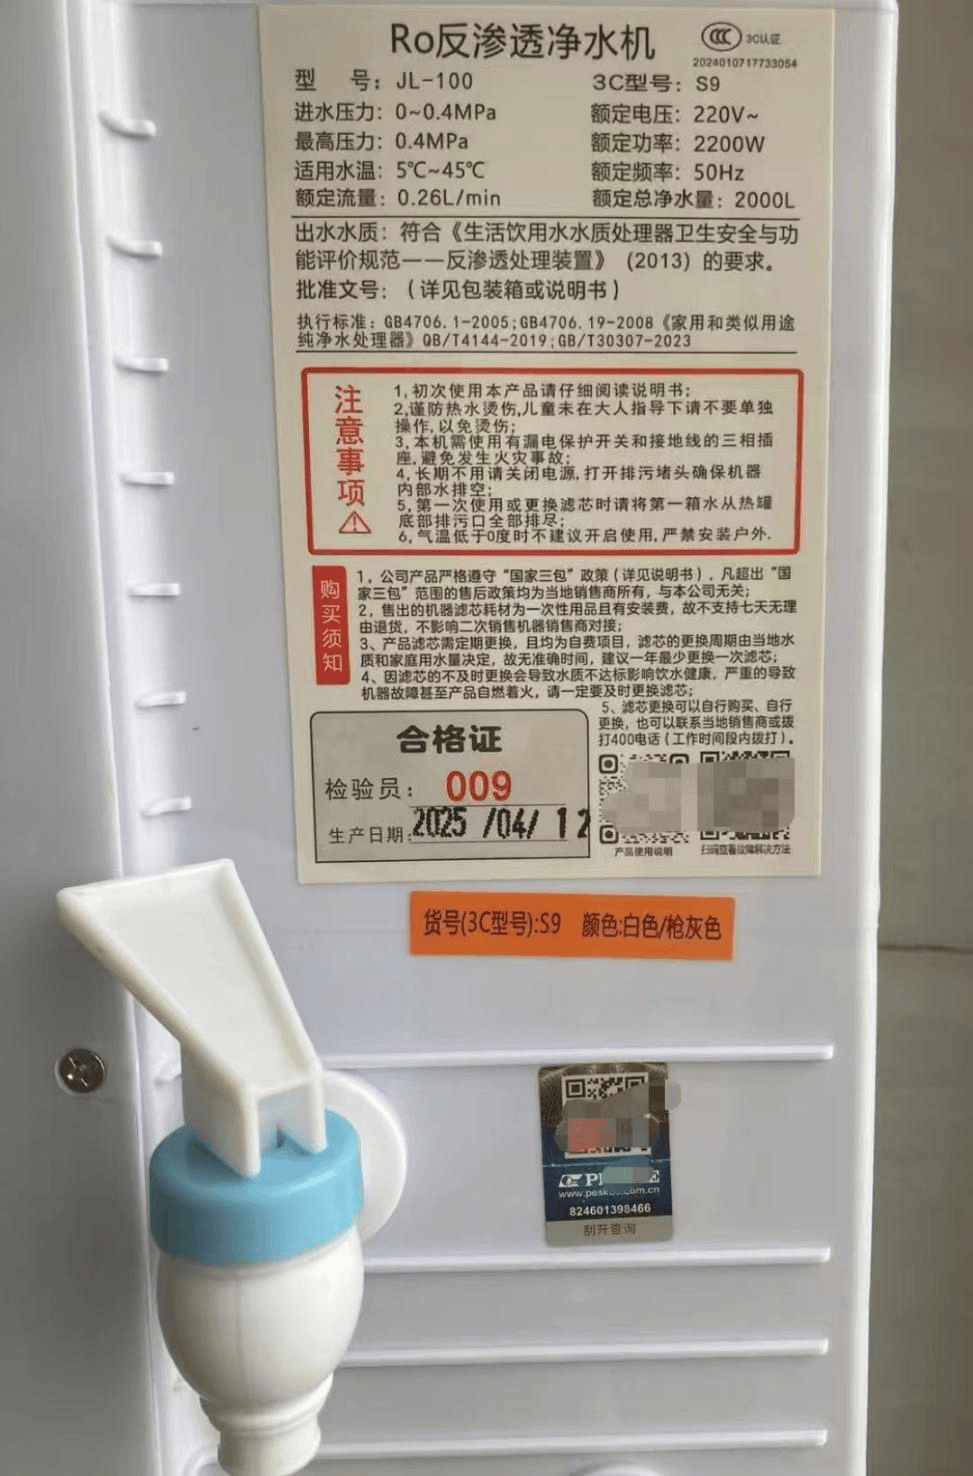 Ro反渗透净水机
3C认证
2024010717733054
型 号：JL-100
3C型号：S9
进水压力：0~0.4MPa
额定电压：220V~
最高压力：0.4MPa
额定功率：2200W
适用水温：5℃~45℃
额定频率：50Hz
额定流量：0.26L/min
额定总净水量：2000L
出水水质：符合《生活饮用水水质处理器卫生安全与功
能评价规范一一反渗透处理装置》（2013）的要求。
批准文号：（详见包装箱或说明书）
执行标准：GB4706.1-2005;GB4706.19-2008《家用和类似用途
纯净水处理器》QB/T4144-2019;GB/T30307-2023
注意事项
1,初次使用本产品请仔细阅读说明书;
2,谨防热水烫伤,儿童未在大人指导下请不要单独
操作,以免烫伤;
3,本机需使用有漏电保护开关和接地线的三相插
座,避免发生火灾事故;
4,长期不用请关闭电源,打开排污堵头确保机器
内部水排空;
5,第一次使用或更换滤芯时请将第一箱水从热罐
底部排污口全部排尽;
6,气温低于0度时不建议开启使用,严禁安装户外.
购买须知
1，公司产品严格遵守“国家三包”政策（详见说明书），凡超出“国
家三包”范围的售后政策均为当地销售商所有，与本公司无关；
2，售出的机器滤芯耗材为一次性用品且有安装费，故不支持七天无理
由退货，不影响二次销售机器销售商对接；
3、产品滤芯需定期更换，且均为自费项目，滤芯的更换周期由当地水
质和家庭用水量决定，故无准确时间，建议一年最少更换一次滤芯；
4、因滤芯的不及时更换会导致水质不达标影响饮水健康，严重的导致
机器故障甚至产品自燃着火，请一定要及时更换滤芯；
5、滤芯更换可以自行购买、自行
更换，也可以联系当地销售商或拨
打400电话（工作时间段内拨打）。
合格证
检验员：009
生产日期:2025 /04/ 12
产品使用说明
扫码查看故障解决方法
货号(3C型号):S9 颜色:白色/枪灰色
824601398466
刮开查询